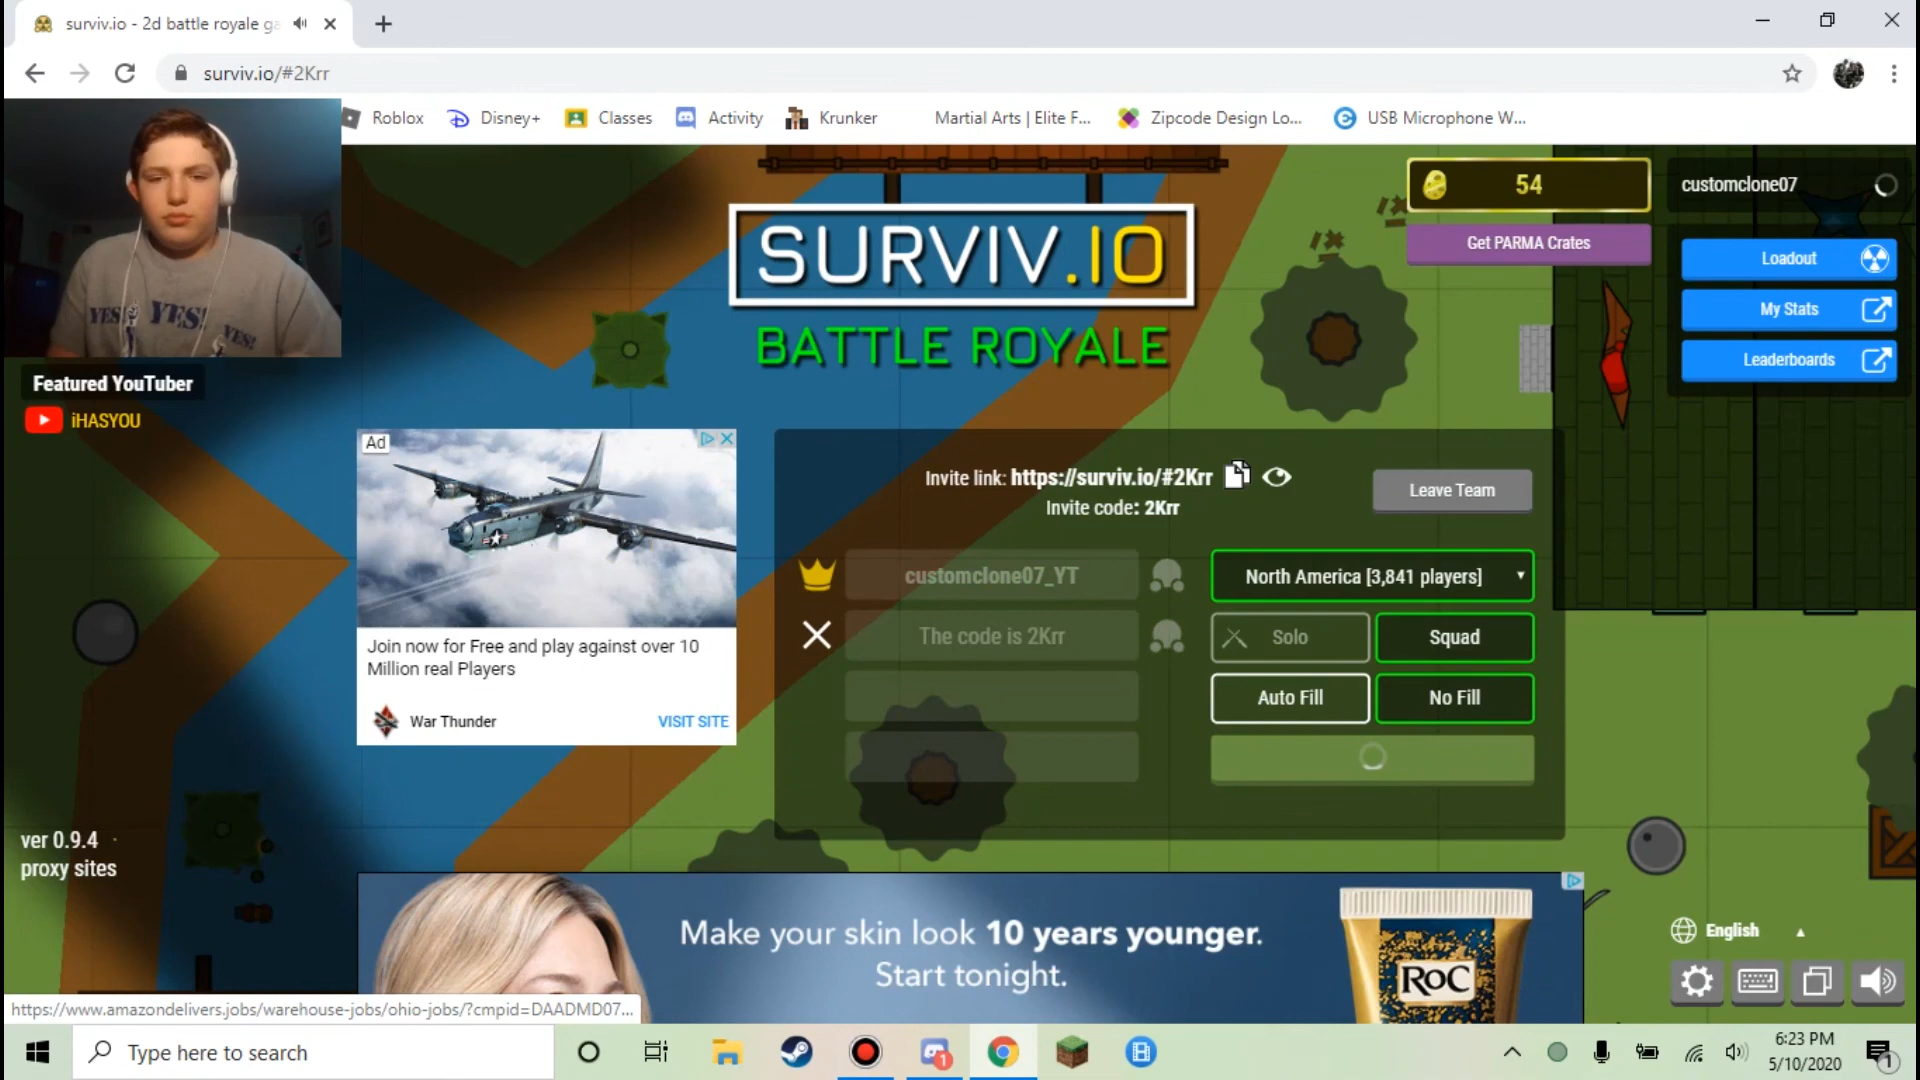 surviv.io - 2d battle royale ga
surviv.io/#2Krr
Roblox
Disney+
Classes
Activity
Krunker
Martial Arts | Elite F...
Zipcode Design Lo...
USB Microphone W...
YES! YES! YES!
SURVIV.IO
BATTLE ROYALE
54
Get PARMA Crates
customclone07
Loadout
My Stats
Leaderboards
Featured YouTuber
iHASYOU
Ad
Join now for Free and play against over 10
Million real Players
War Thunder
VISIT SITE
Invite link: https://surviv.io/#2Krr
Invite code: 2Krr
Leave Team
customclone07_YT
North America [3,841 players]
The code is 2Krr
Solo
Squad
Auto Fill
No Fill
ver 0.9.4
proxy sites
Make your skin look 10 years younger.
Start tonight.
RoC
English
https://www.amazondelivers.jobs/warehouse-jobs/ohio-jobs/?cmpid=DAADMD07...
Type here to search
1
6:23 PM
5/10/2020
1